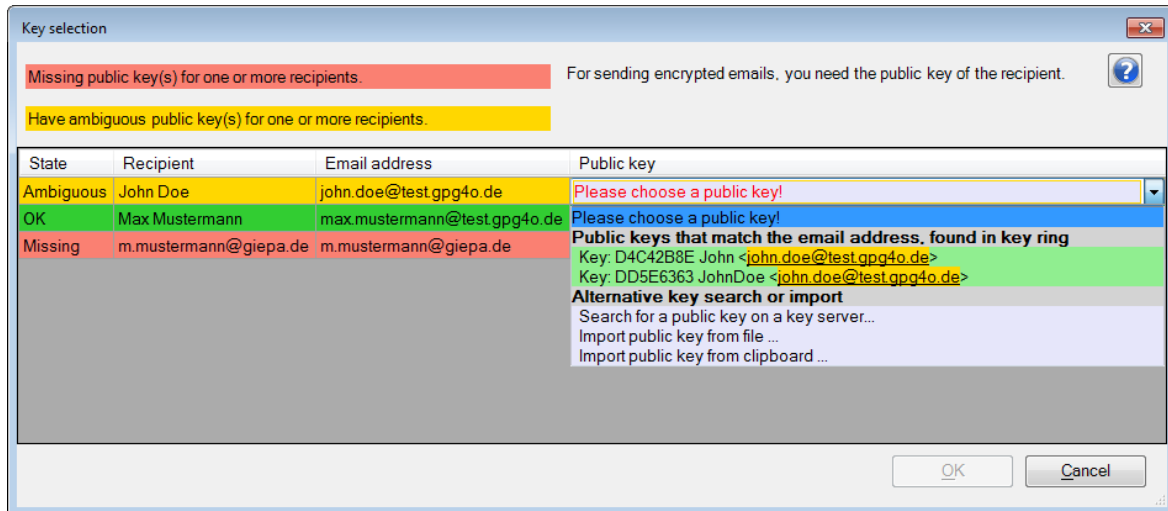 Key selection
Missing public key(s) for one or more recipients.
For sending encrypted emails, you need the public key of the recipient.
Have ambiguous public key(s) for one or more recipients.
State Recipient Email address Public key
Ambiguous John Doe john.doe@test.gpg4o.de Please choose a public key!
OK Max Mustermann max.mustermann@test.gpg4o.de Please choose a public key!
Missing m.mustermann@giepa.de m.mustermann@giepa.de Public keys that match the email address, found in key ring
Key: D4C42B8E John <john.doe@test.gpg4o.de>
Key: DD5E6363 JohnDoe <john.doe@test.gpg4o.de>
Alternative key search or import
Search for a public key on a key server...
Import public key from file ...
Import public key from clipboard ...
OK Cancel